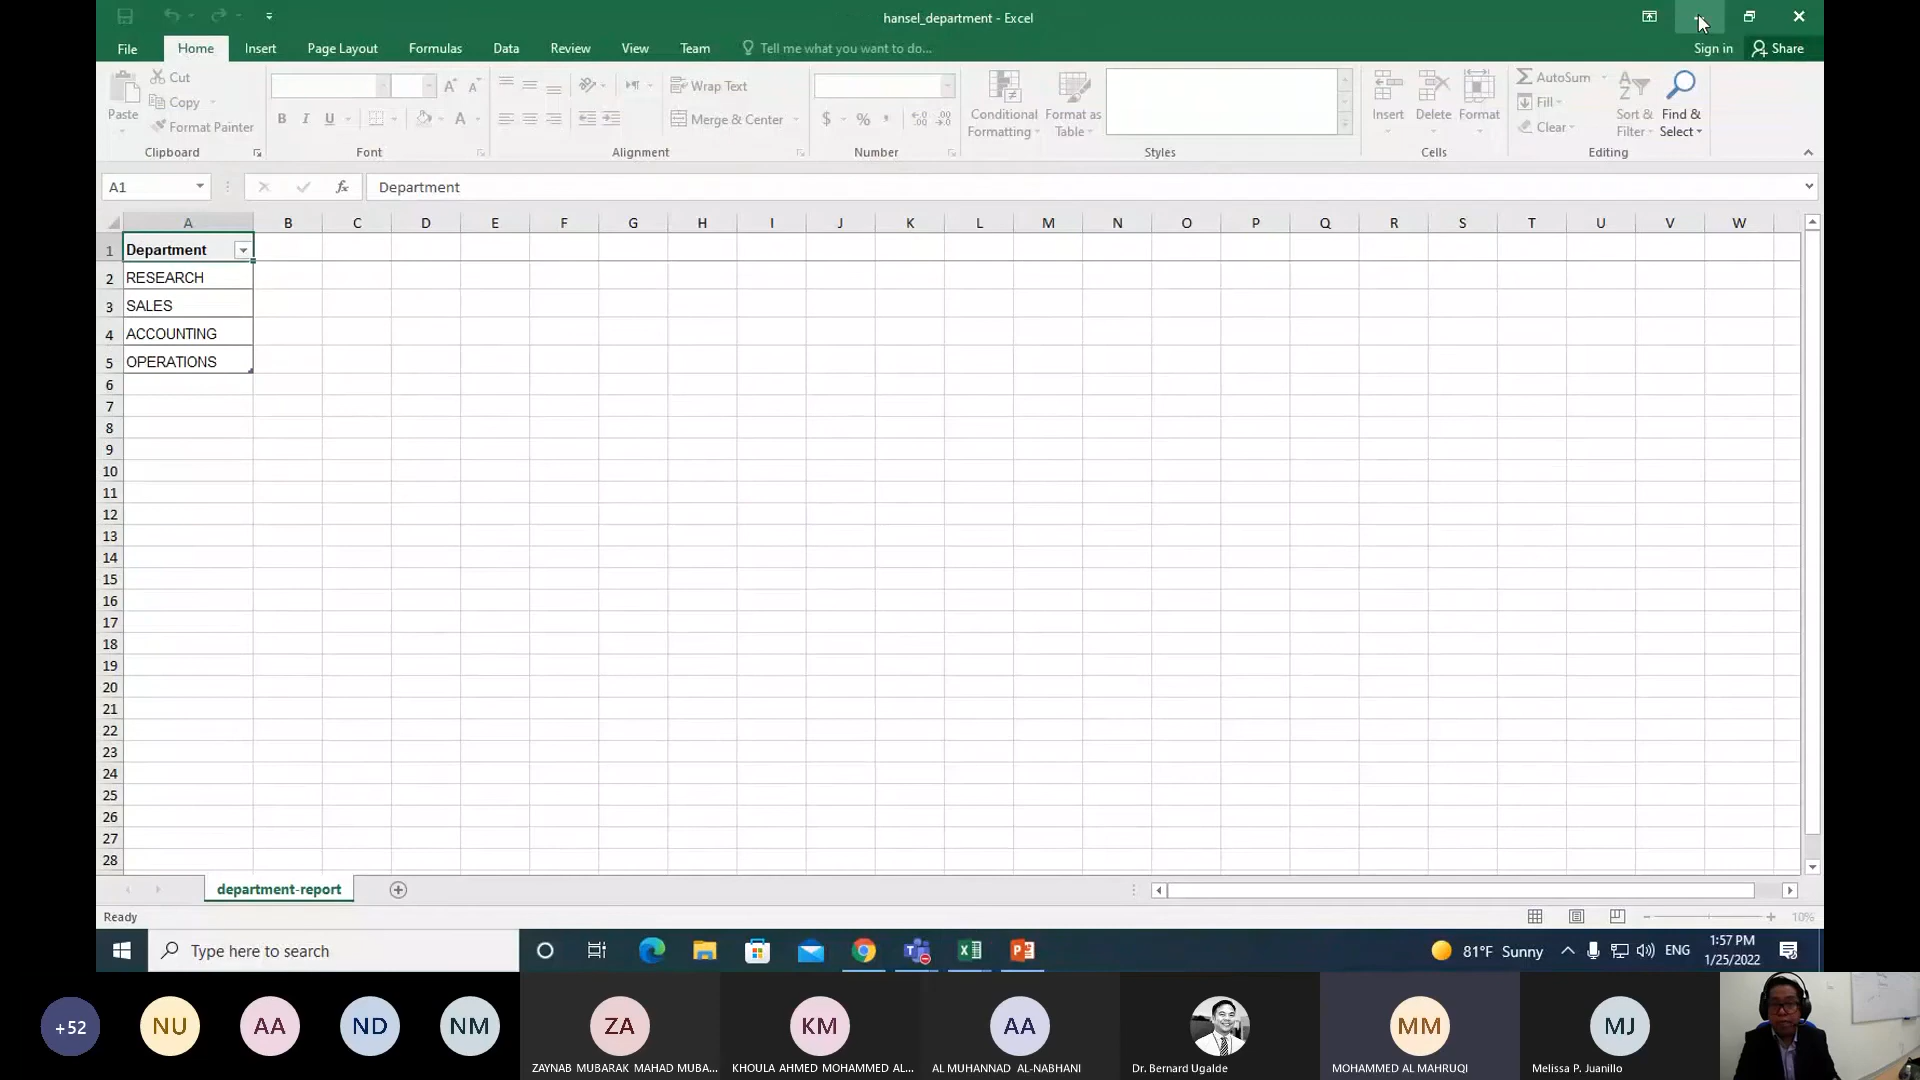 hansel_department - Excel
File Home Insert Page Layout Formulas Data Review View Team Tell me what you want to do... Sign in Share
Paste Cut Copy Format Painter Clipboard
B I U A Font
Wrap Text Merge & Center Alignment
$ % Number
Conditional Formatting Format as Table Styles
Insert Delete Format Cells
AutoSum Fill Clear Sort & Filter Find & Select Editing
A1 fx Department
A B C D E F G H I J K L M N O P Q R S T U V W
1 Department
2 RESEARCH
3 SALES
4 ACCOUNTING
5 OPERATIONS
6
7
8
9
10
11
12
13
14
15
16
17
18
19
20
21
22
23
24
25
26
27
28
department-report
Ready 10%
Type here to search 81°F Sunny ENG 1:57 PM
1/25/2022
+52 NU AA ND NM ZA KM AA MM MJ
ZAYNAB MUBARAK MAHAD MUBA... KHOULA AHMED MOHAMMED AL... AL MUHANNAD AL-NABHANI Dr. Bernard Ugalde MOHAMMED AL MAHRUQI Melissa P. Juanillo